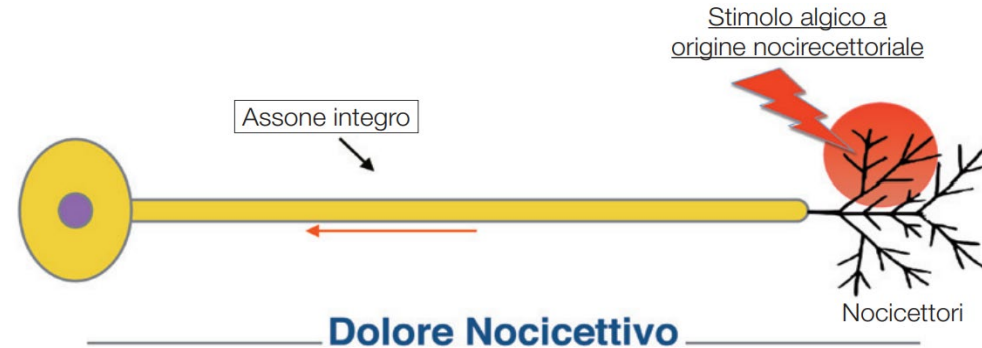 Stimolo algico a
origine nocirecettoriale
Assone integro
Nocicettori
Dolore Nocicettivo